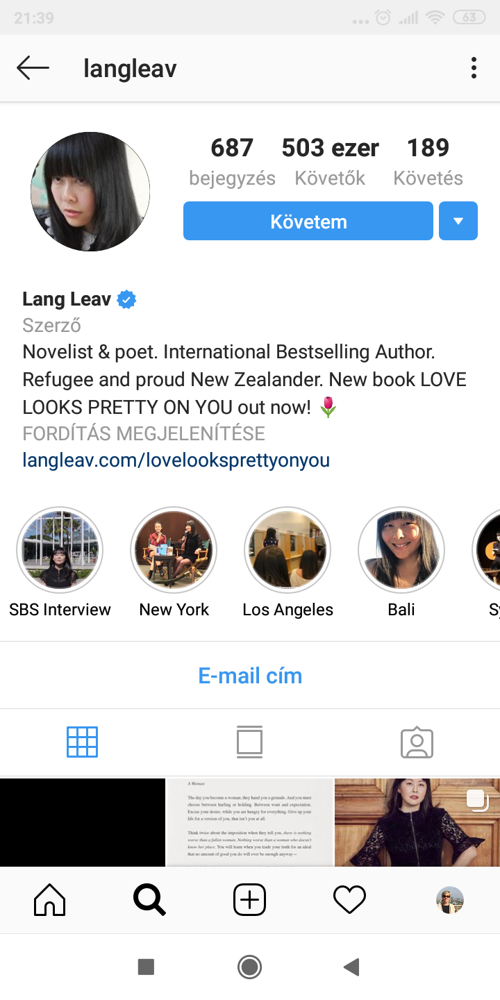 21:39
63
langleav
687 503 ezer 189
bejegyzés Követők Követés
Követem
Lang Leav
Szerző
Novelist & poet. International Bestselling Author.
Refugee and proud New Zealander. New book LOVE
LOOKS PRETTY ON YOU out now! 🌷
FORDÍTÁS MEGJELENÍTÉSE
langleav.com/lovelooksprettyonyou
SBS Interview New York Los Angeles Bali
E-mail cím
A Woman
The day you become a woman, they hand you a grenade. And you must
choose between hurling or holding. Between want and expectation.
Excise your desire, while you are hungry for everything. Give up your
life for a version of you, that isn't you at all.
Think twice about the imposition when they tell you, there is nothing
worse than a fallen woman. Nothing worse than a woman who doesn't
know her place. You will learn when you trade your truth for an ideal
that no amount of good you do will ever be enough anyway—